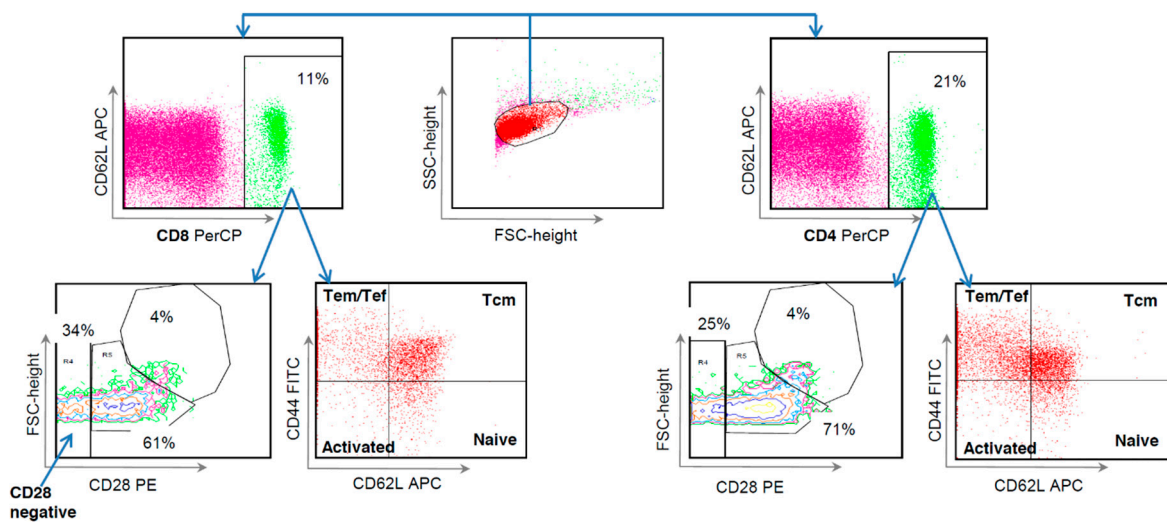 11%
CD62L APC
CD8 PerCP
SSC-height
FSC-height
21%
CD62L APC
CD4 PerCP
34%
4%
R4
R5
FSC-height
61%
CD28 PE
CD28
negative
Tem/Tef
Tcm
CD44 FITC
Activated
Naive
CD62L APC
25%
4%
R4
R5
FSC-height
71%
CD28 PE
Tem/Tef
Tcm
CD44 FITC
Activated
Naive
CD62L APC